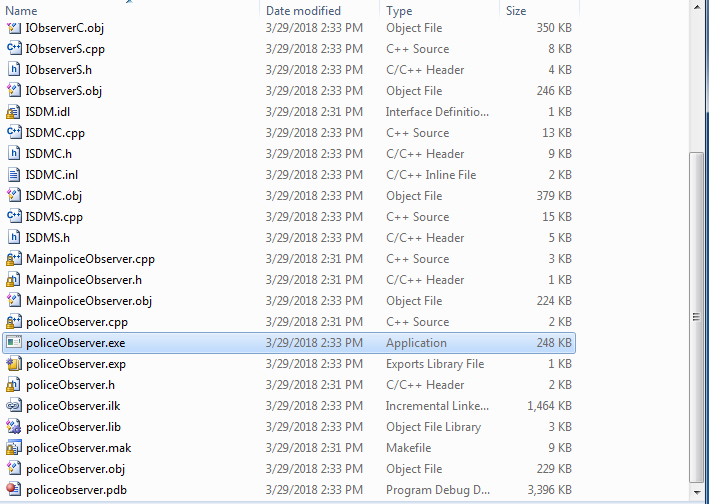 Name Date modified Type Size
IObserverC.obj 3/29/2018 2:33 PM Object File 350 KB
IObserverS.cpp 3/29/2018 2:33 PM C++ Source 8 KB
IObserverS.h 3/29/2018 2:33 PM C/C++ Header 4 KB
IObserverS.obj 3/29/2018 2:33 PM Object File 246 KB
ISDM.idl 3/29/2018 2:31 PM Interface Definitio... 1 KB
ISDMC.cpp 3/29/2018 2:33 PM C++ Source 13 KB
ISDMC.h 3/29/2018 2:33 PM C/C++ Header 9 KB
ISDMC.inl 3/29/2018 2:33 PM C/C++ Inline File 2 KB
ISDMC.obj 3/29/2018 2:33 PM Object File 379 KB
ISDMS.cpp 3/29/2018 2:33 PM C++ Source 15 KB
ISDMS.h 3/29/2018 2:33 PM C/C++ Header 5 KB
MainpoliceObserver.cpp 3/29/2018 2:31 PM C++ Source 3 KB
MainpoliceObserver.h 3/29/2018 2:31 PM C/C++ Header 1 KB
MainpoliceObserver.obj 3/29/2018 2:33 PM Object File 224 KB
policeObserver.cpp 3/29/2018 2:31 PM C++ Source 2 KB
policeObserver.exe 3/29/2018 2:33 PM Application 248 KB
policeObserver.exp 3/29/2018 2:33 PM Exports Library File 1 KB
policeObserver.h 3/29/2018 2:31 PM C/C++ Header 2 KB
policeObserver.ilk 3/29/2018 2:33 PM Incremental Linke... 1,464 KB
policeObserver.lib 3/29/2018 2:33 PM Object File Library 3 KB
policeObserver.mak 3/29/2018 2:31 PM Makefile 9 KB
policeObserver.obj 3/29/2018 2:33 PM Object File 229 KB
policeobserver.pdb 3/29/2018 2:33 PM Program Debug D... 3,396 KB